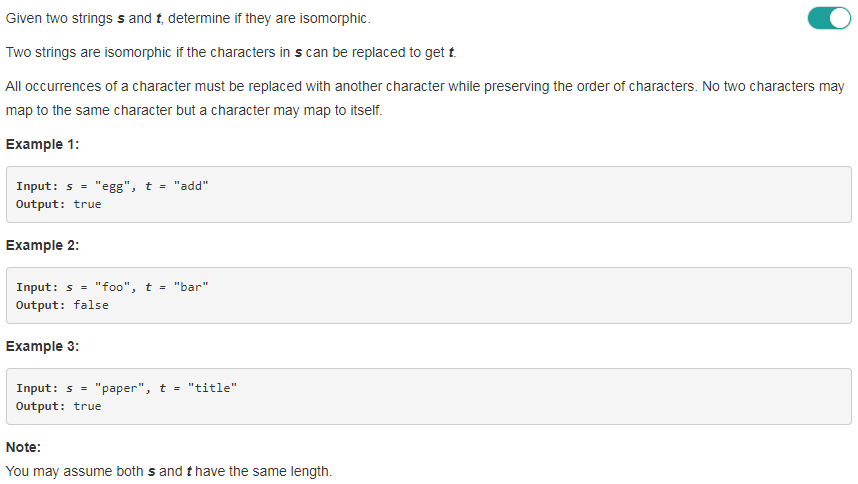 Given two strings s and t, determine if they are isomorphic.
Two strings are isomorphic if the characters in s can be replaced to get t.
All occurrences of a character must be replaced with another character while preserving the order of characters. No two characters may
map to the same character but a character may map to itself.
Example 1:
Input: s = "egg", t = "add"
Output: true
Example 2:
Input: s = "foo", t = "bar"
Output: false
Example 3:
Input: s = "paper", t = "title"
Output: true
Note:
You may assume both s and t have the same length.